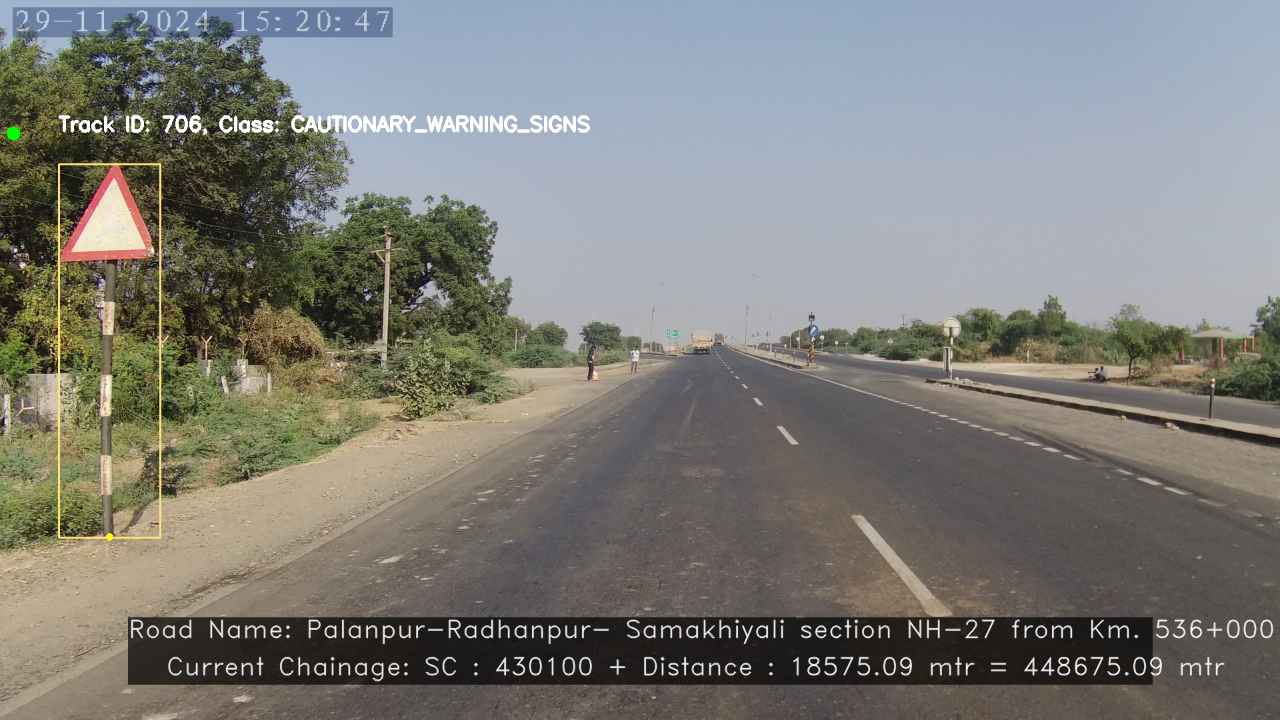 29-11-2024 15:20:47
Track ID: 706, Class: CAUTIONARY_WARNING_SIGNS
Road Name: Palanpur-Radhanpur- Samakhiyali section NH-27 from Km. 536+000
Current Chainage: SC : 430100 + Distance : 18575.09 mtr = 448675.09 mtr